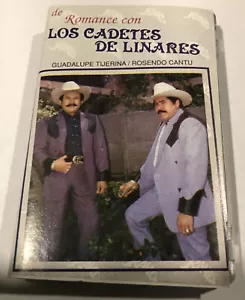 de Romance con
LOS CADETES
DE LINARES
GUADALUPE TIJERINA / ROSENDO CANTU